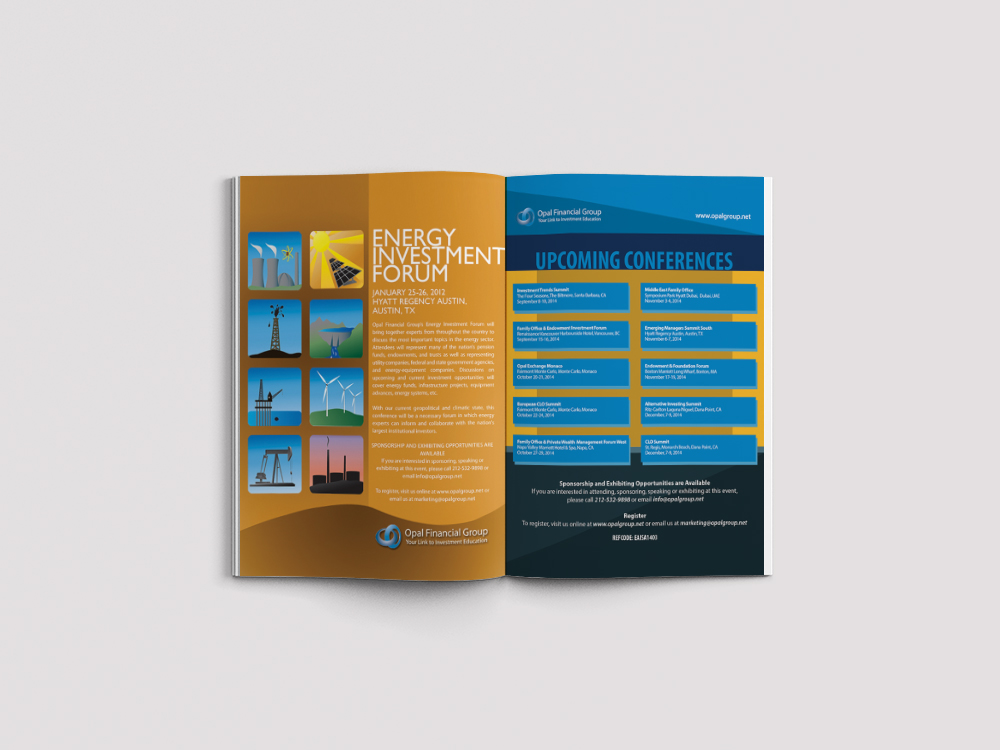 ENERGY
INVESTMENT
FORUM
JANUARY 25-26, 2012
HYATT REGENCY AUSTIN,
AUSTIN, TX
Opal Financial Group's Energy Investment Forum will
bring together experts from throughout the country to
discuss the most important topics in the energy sector.
Attendees will represent many of the nation's pension
funds, endowments, and trusts as well as representing
utility companies, federal and state government agencies,
and energy-equipment companies. Discussions on
upcoming and current investment opportunities will
cover energy funds, infrastructure projects, equipment
advances, energy systems, etc.
With our current geopolitical and climatic state, this
conference will be a necessary forum in which energy
experts can inform and collaborate with the nation's
largest institutional investors.
SPONSORSHIP AND EXHIBITING OPPORTUNITIES ARE
AVAILABLE
If you are interested in sponsoring, speaking or
exhibiting at this event, please call 212-532-9898 or
email info@opalgroup.net
To register, visit us online at www.opalgroup.net or
email us at marketing@opalgroup.net
Opal Financial Group
Your Link to Investment Education
Opal Financial Group
Your Link to Investment Education
www.opalgroup.net
UPCOMING CONFERENCES
Investment Trends Summit
The Four Seasons, The Biltmore, Santa Barbara, CA
September 2014
Family Office & Endowment Investment Forum
Renaissance Vancouver Harbourside Hotel, Vancouver, BC
September 15-16, 2014
Opal Exchange Monaco
Fairmont Monte Carlo, Monte Carlo, Monaco
October 20-21, 2014
European CLO Summit
Fairmont Monte Carlo, Monte Carlo, Monaco
October 22-24, 2014
Family Office & Private Wealth Management Forum West
Napa Valley Marriott Hotel & Spa, Napa, CA
October 27-29, 2014
Middle East Family Office
Symposium Park Hyatt Dubai, Dubai, UAE
November 3-4, 2014
Emerging Managers Summit South
Hyatt Regency Austin, Austin, TX
November 6-7, 2014
Endowment & Foundation Forum
Boston Marriott Long Wharf, Boston, MA
November 2014
Alternative Investing Summit
Ritz-Carlton Laguna Niguel, Dana Point, CA
December, 7-9, 2014
CLO Summit
St. Regis, Monarch Beach, Dana Point, CA
December, 7-9, 2014
Sponsorship and Exhibiting Opportunities are Available
If you are interested in attending, sponsoring, speaking or exhibiting at this event,
please call 212-532-9898 or email info@opalgroup.net
Register
To register, visit us online at www.opalgroup.net or email us at marketing@opalgroup.net
REF CODE: EAISA1403